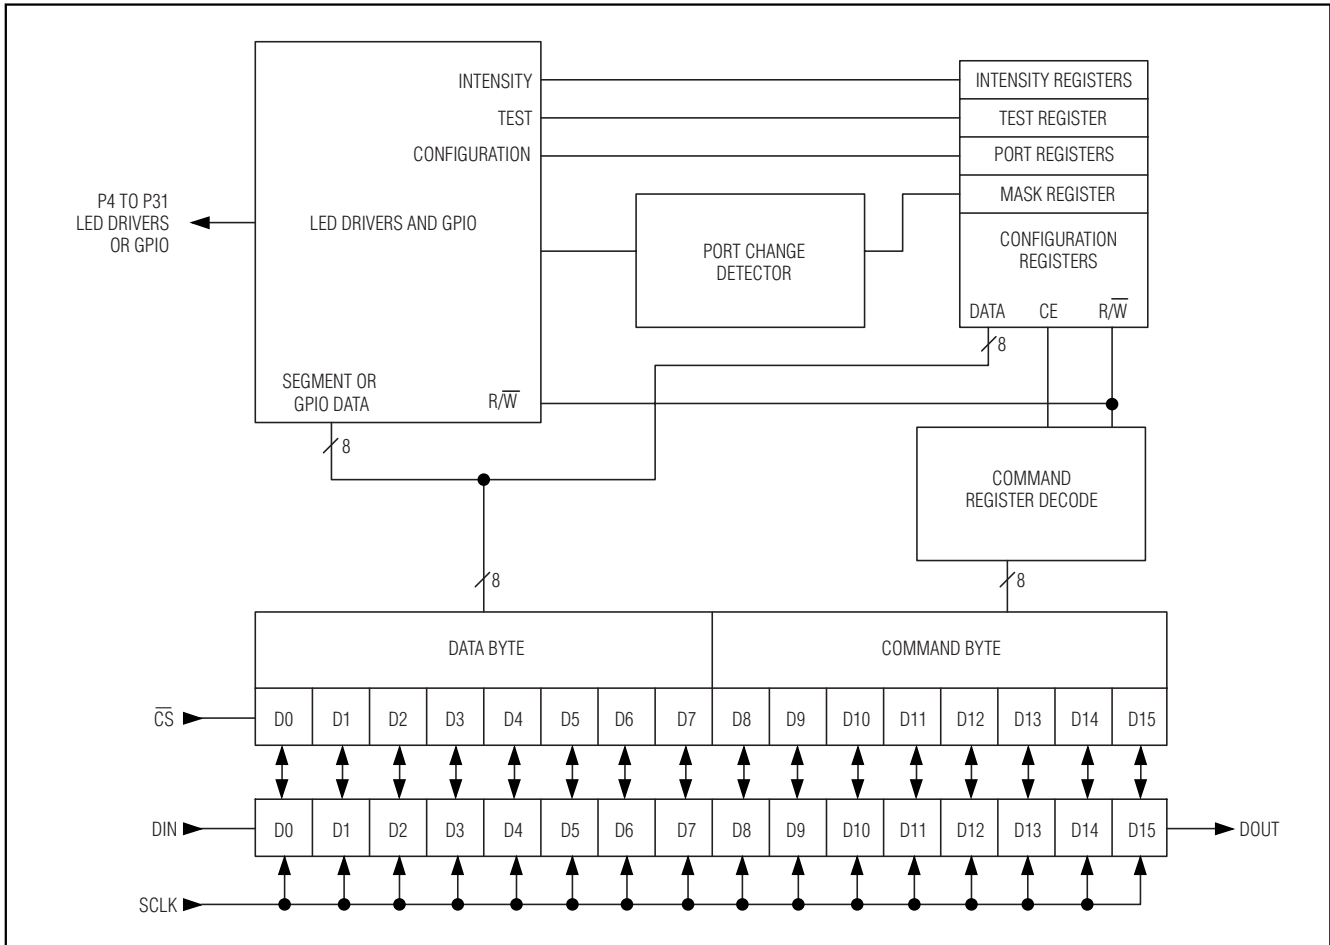 INTENSITY
TEST
CONFIGURATION
P4 TO P31
LED DRIVERS
OR GPIO
LED DRIVERS AND GPIO
SEGMENT OR
GPIO DATA
R/W̅
8
PORT CHANGE
DETECTOR
INTENSITY REGISTERS
TEST REGISTER
PORT REGISTERS
MASK REGISTER
CONFIGURATION
REGISTERS
DATA CE R/W̅
8
COMMAND
REGISTER DECODE
8
8
DATA BYTE COMMAND BYTE
C̅S̅ D0 D1 D2 D3 D4 D5 D6 D7 D8 D9 D10 D11 D12 D13 D14 D15
DIN D0 D1 D2 D3 D4 D5 D6 D7 D8 D9 D10 D11 D12 D13 D14 D15 DOUT
SCLK